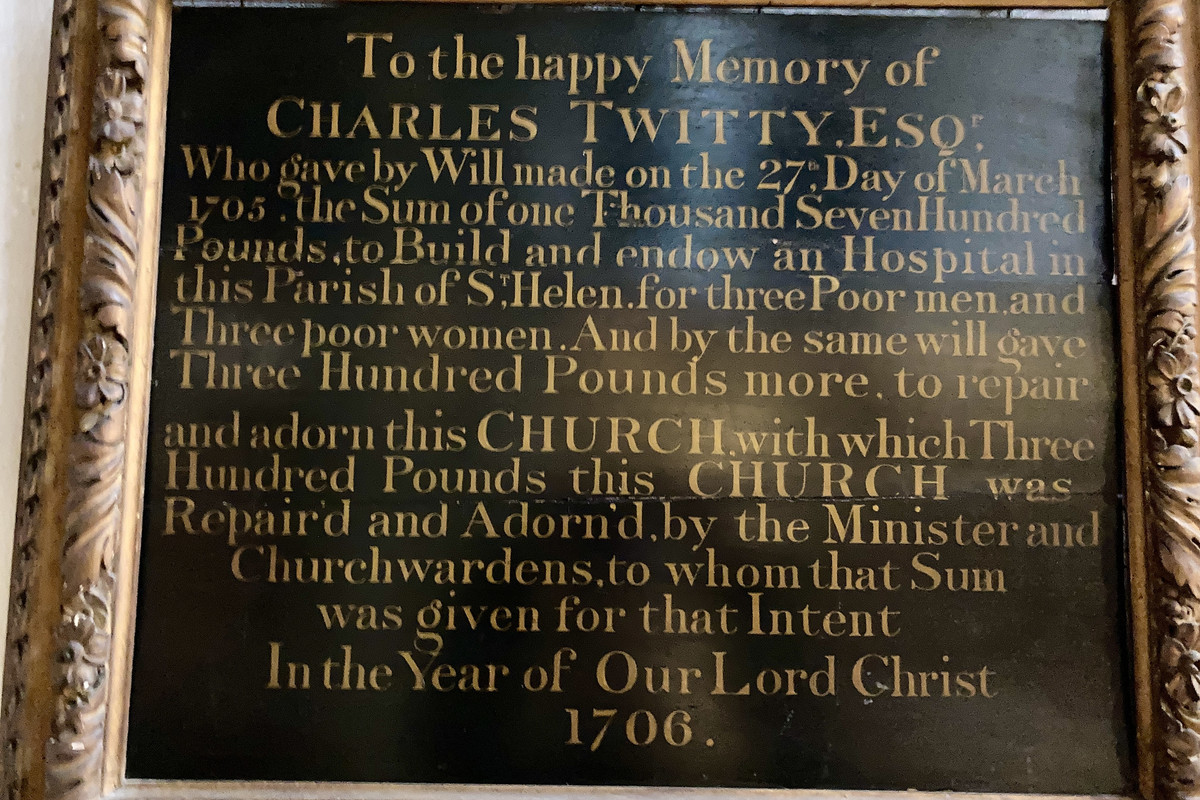 To the happy Memory of
CHARLES TWITTY, ESQr.
Who gave by Will made on the 27th, Day of March
1705. the Sum of one Thousand Seven Hundred
Pounds, to Build and endow an Hospital in
this Parish of ST, Helen. for three Poor men, and
Three poor women. And by the same will gave
Three Hundred Pounds more, to repair
and adorn this CHURCH, with which Three
Hundred Pounds this CHURCH was
Repair'd and Adorn'd, by the Minister and
Churchwardens, to whom that Sum
was given for that Intent
In the Year of Our Lord Christ
1706.